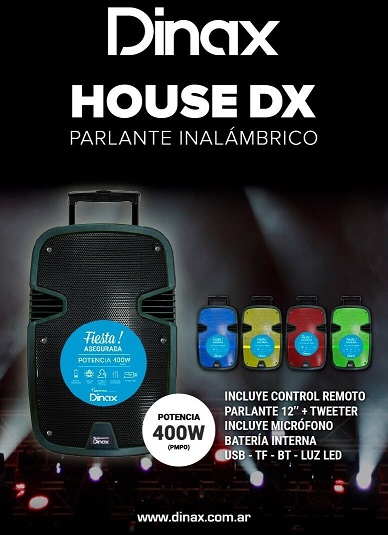 Dinax
HOUSE DX
PARLANTE INALÁMBRICO
Fiesta!
ASEGURADA
POTENCIA 400W
Dinax
Dinax
POTENCIA
400W
(PMPO)
INCLUYE CONTROL REMOTO
PARLANTE 12" + TWEETER
INCLUYE MICRÓFONO
BATERÍA INTERNA
USB - TF - BT - LUZ LED
www.dinax.com.ar